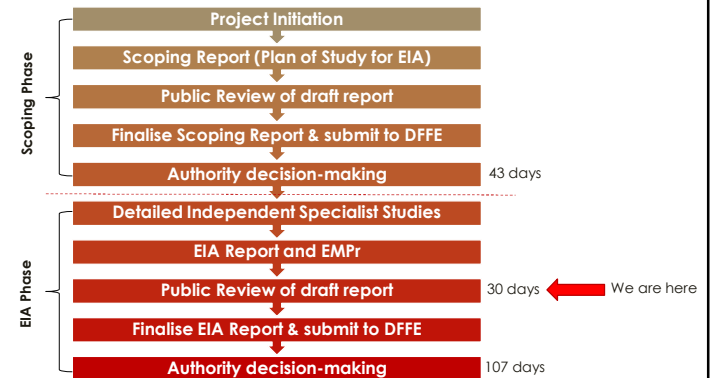 Project Initiation
Scoping Report (Plan of Study for EIA)
Public Review of draft report
Finalise Scoping Report & submit to DFFE
Authority decision-making
43 days
Scoping Phase
Detailed Independent Specialist Studies
EIA Report and EMPr
Public Review of draft report
30 days
We are here
Finalise EIA Report & submit to DFFE
Authority decision-making
107 days
EIA Phase